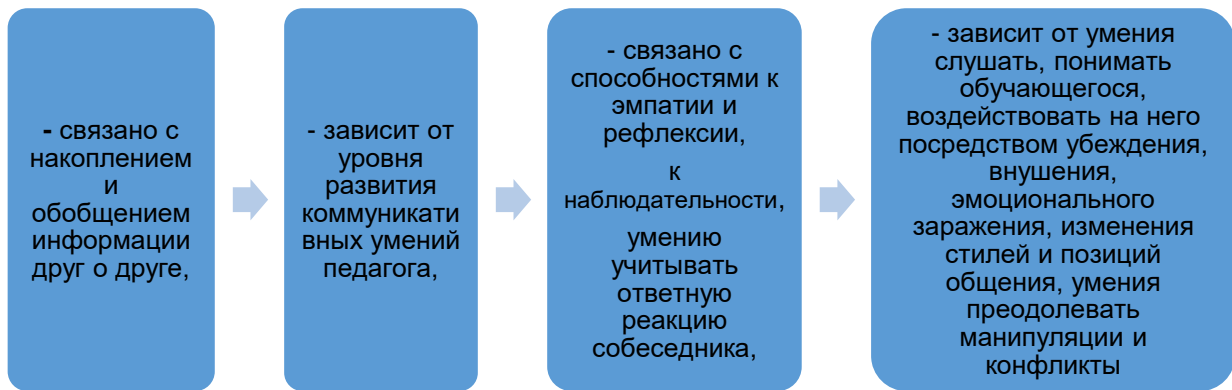 - связано с
накоплением
и
обобщением
информации
друг о друге,
- зависит от
уровня
развития
коммуникати
вных умений
педагога,
- связано с
способностями к
эмпатии и
рефлексии,
к
наблюдательности,
умению
учитывать
ответную
реакцию
собеседника,
- зависит от умения
слушать, понимать
обучающегося,
воздействовать на него
посредством убеждения,
внушения,
эмоционального
заражения, изменения
стилей и позиций
общения, умения
преодолевать
манипуляции и
конфликты